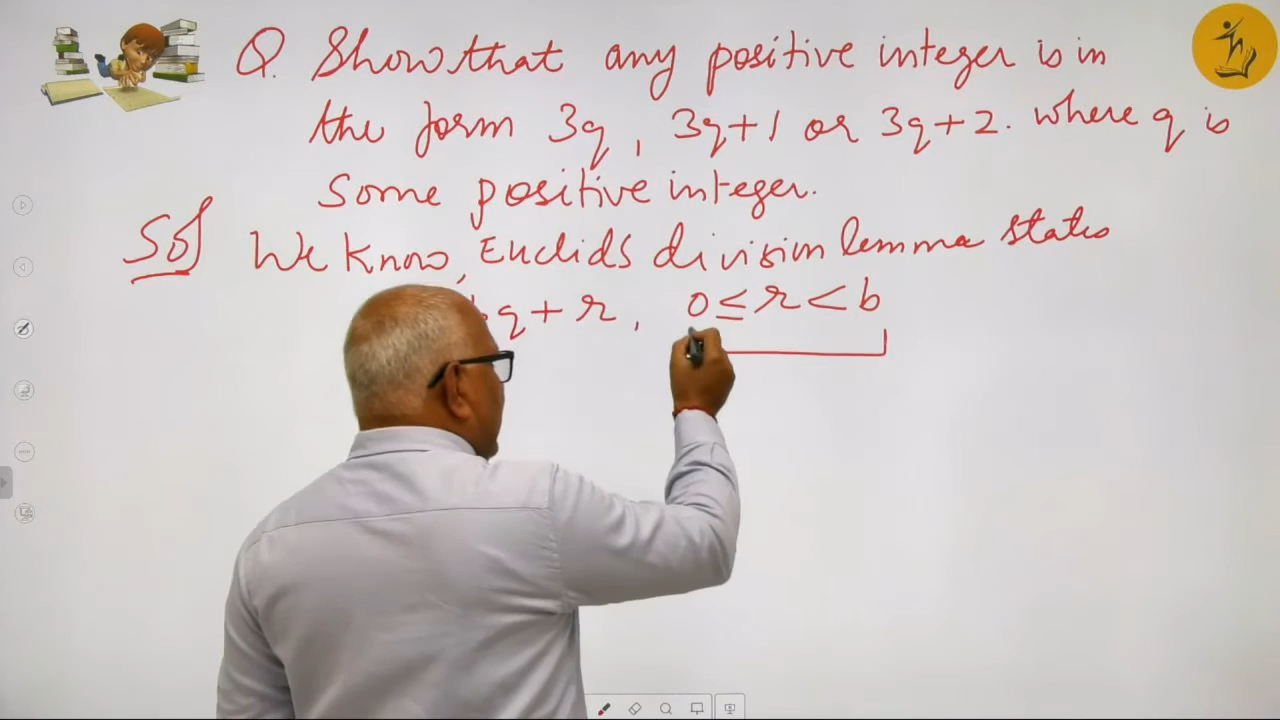 Q. Show that any positive integer is in
the form 3q, 3q+1 or 3q+2. where q is
Some positive integer.
Sol We know, Euclids division lemma states
q + r, 0 ≤ r < b